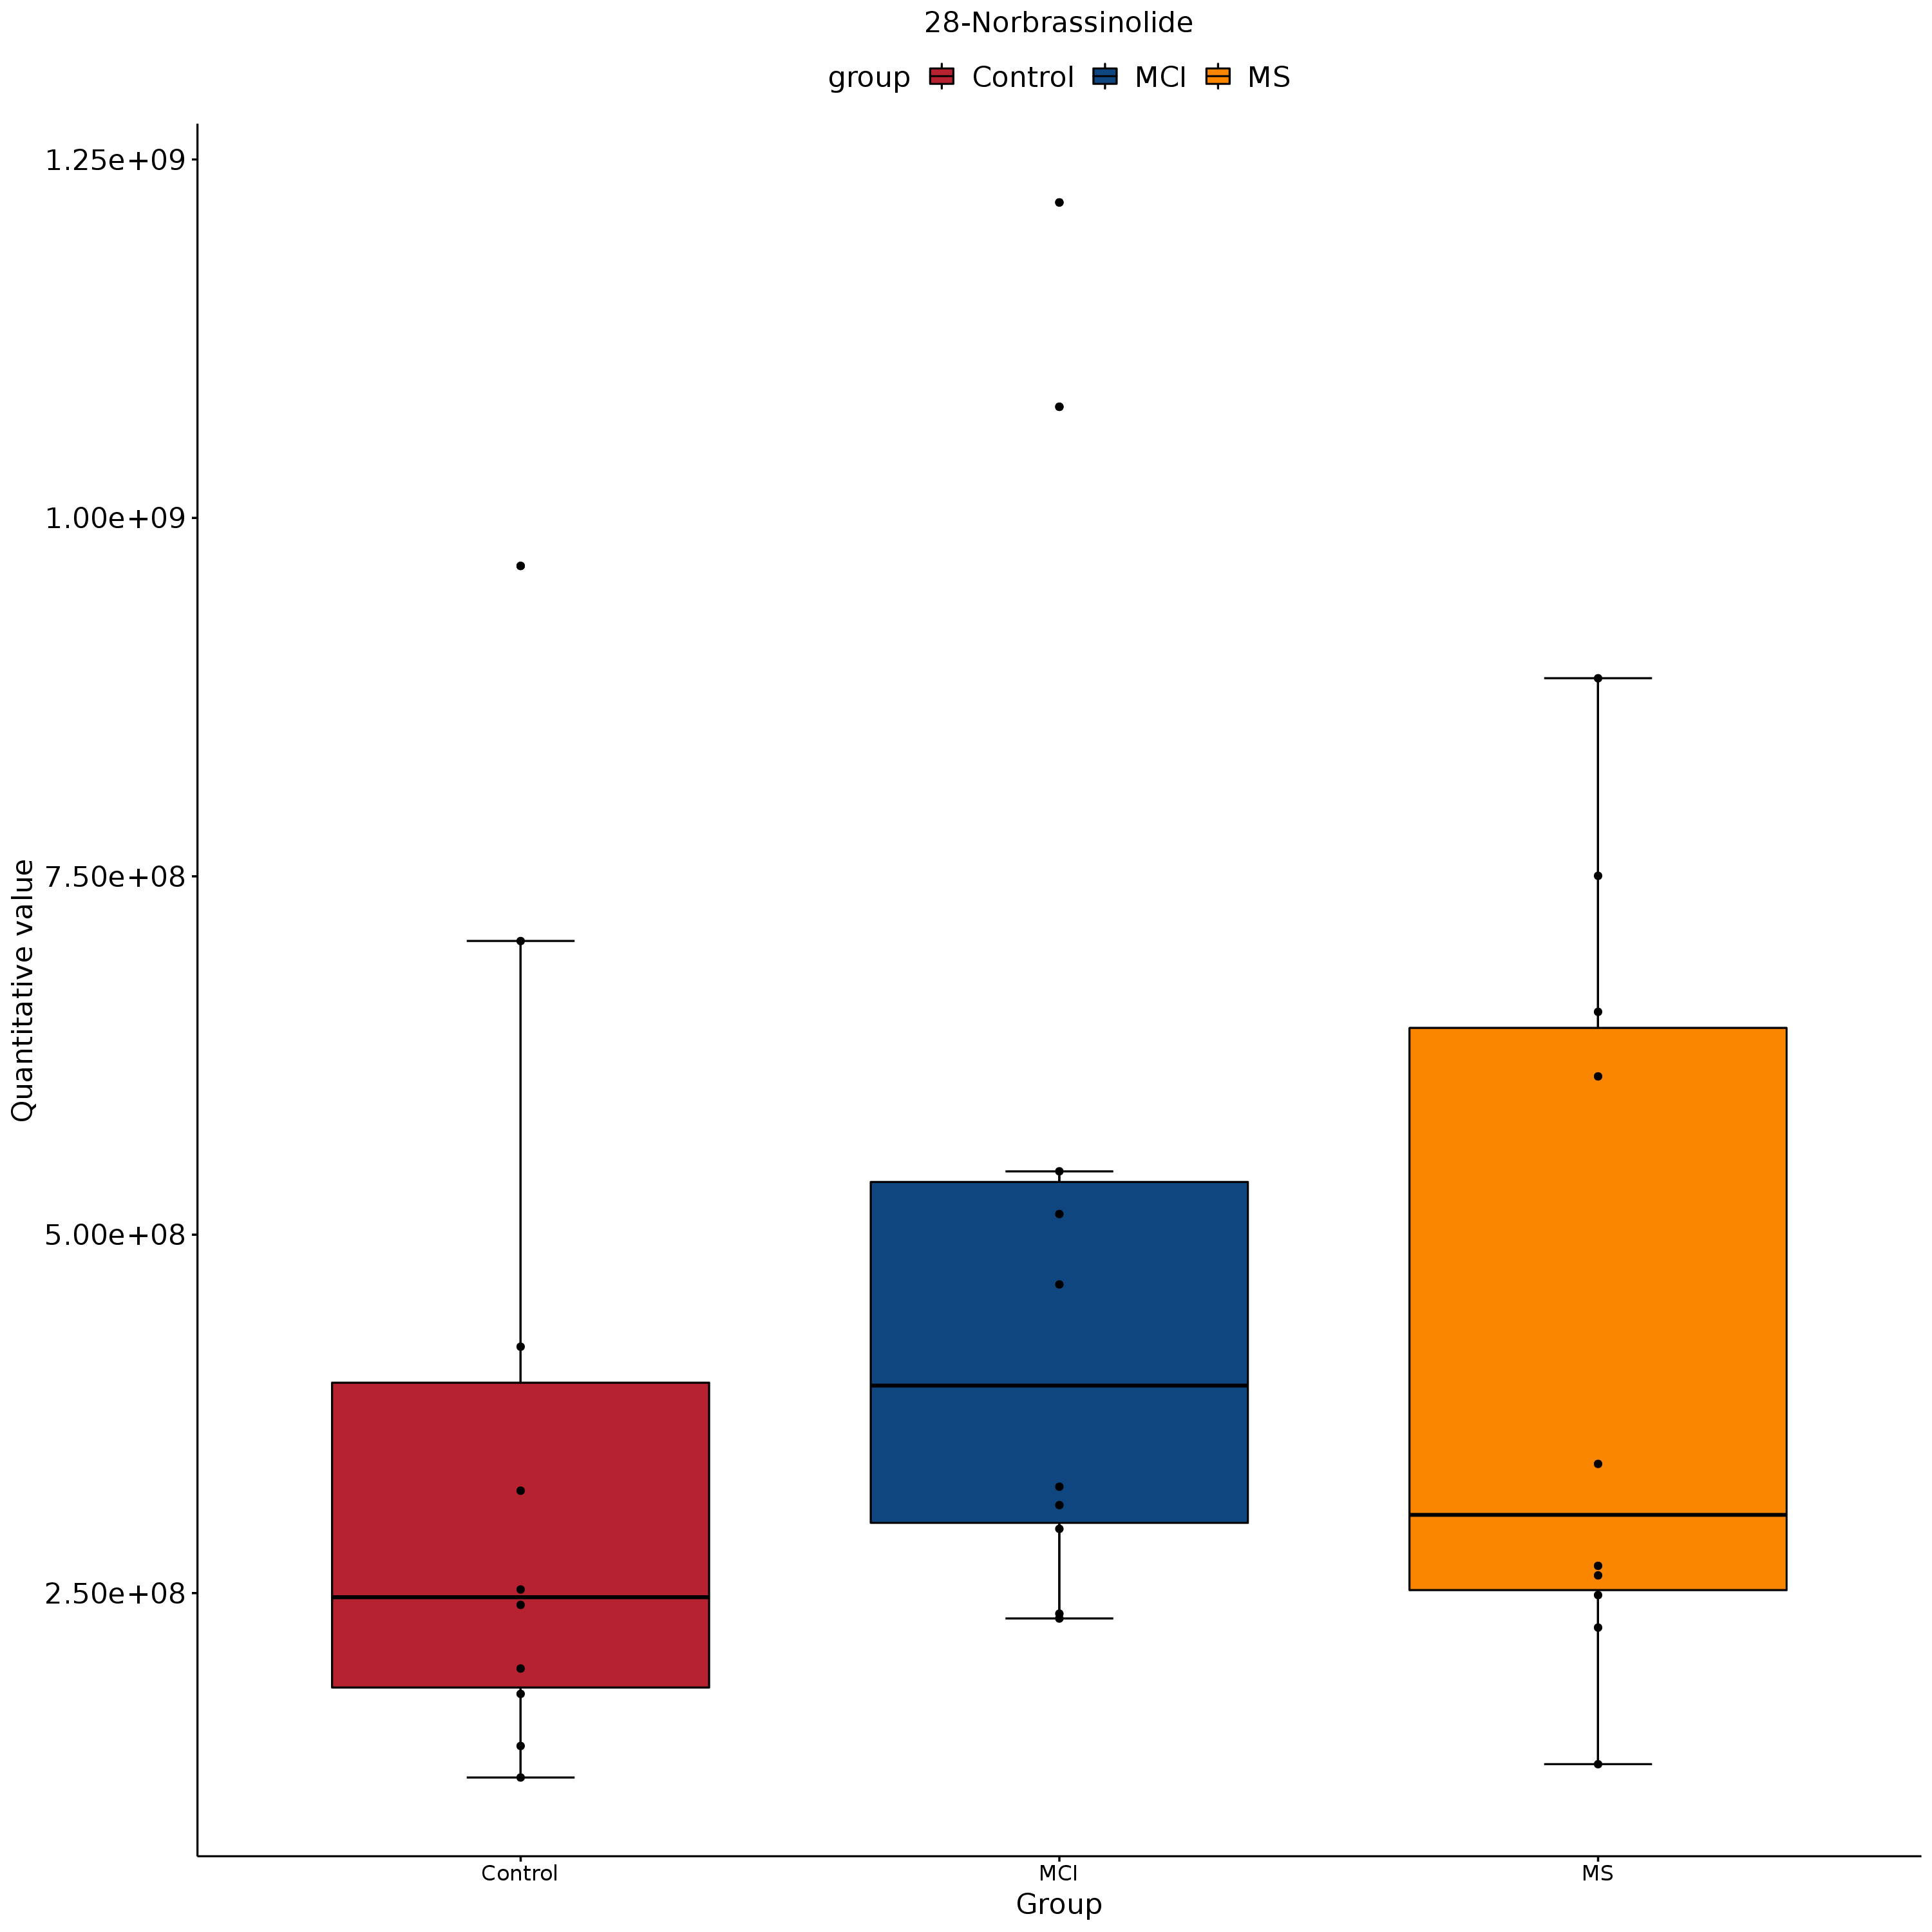 28-Norbrassinolide
group Control MCI MS
1.25e+09
1.00e+09
7.50e+08
5.00e+08
2.50e+08
Quantitative value
Control MCI MS
Group